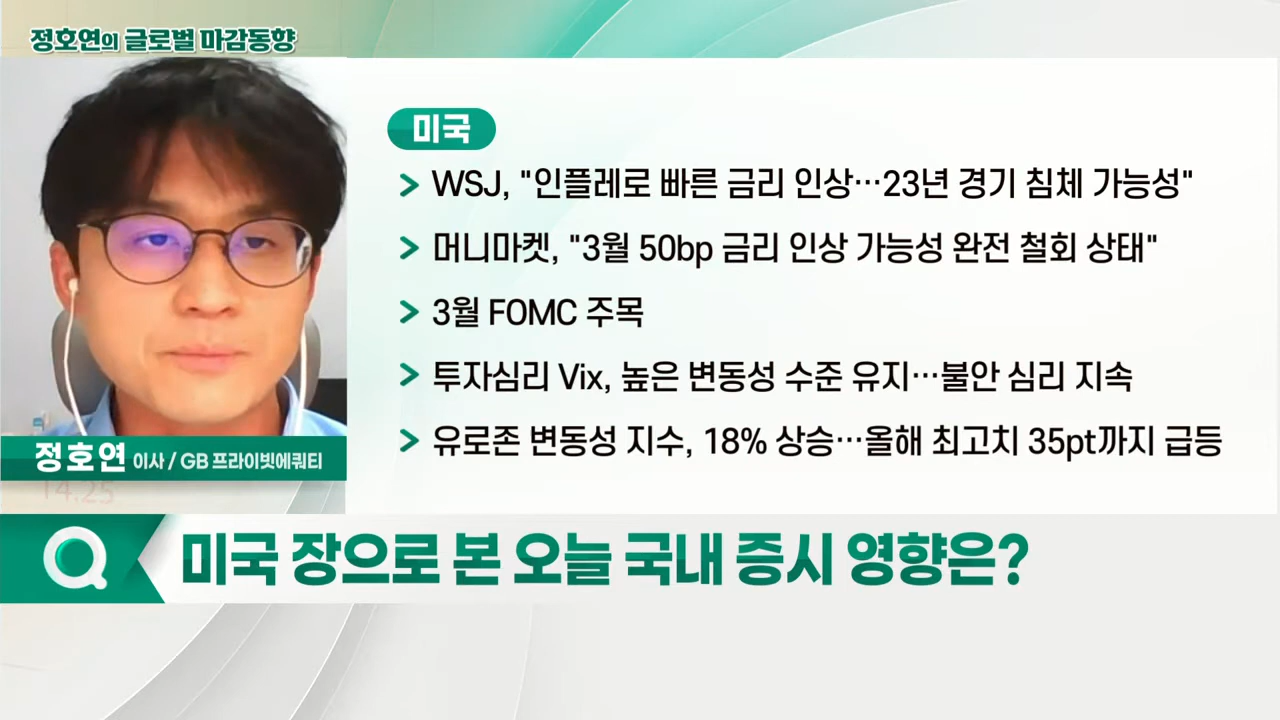 정호연의 글로벌 마감동향
미국
WSJ, "인플레로 빠른 금리 인상…23년 경기 침체 가능성"
머니마켓, "3월 50bp 금리 인상 가능성 완전 철회 상태"
3월 FOMC 주목
투자심리 Vix, 높은 변동성 수준 유지…불안 심리 지속
유로존 변동성 지수, 18% 상승…올해 최고치 35pt까지 급등
정호연 이사 / GB 프라이빗에쿼티
14.25
Q 미국 장으로 본 오늘 국내 증시 영향은?